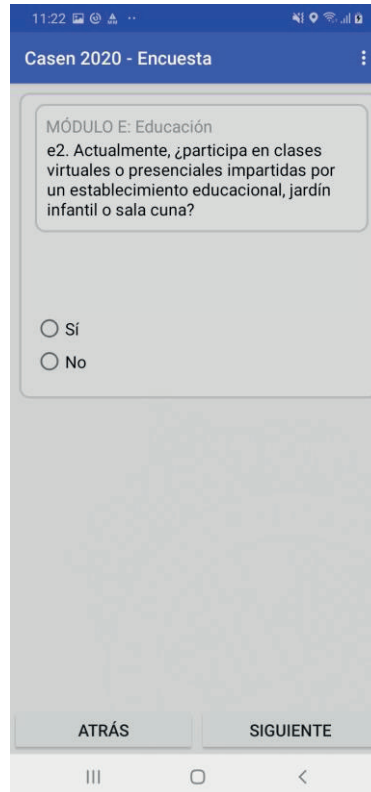 11:22
Casen 2020 - Encuesta
MÓDULO E: Educación
e2. Actualmente, ¿participa en clases
virtuales o presenciales impartidas por
un establecimiento educacional, jardín
infantil o sala cuna?
Sí
No
ATRÁS
SIGUIENTE